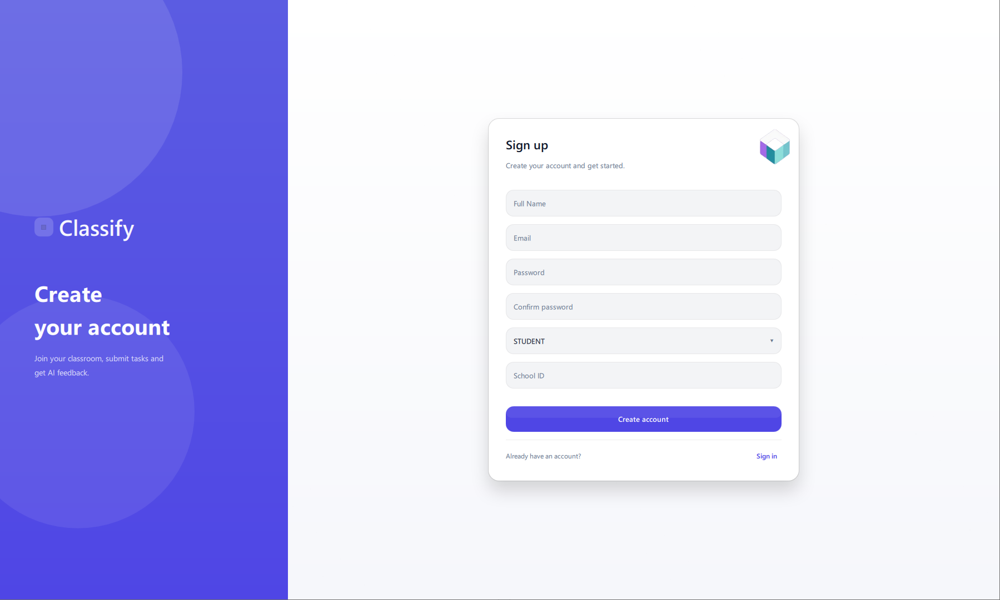 Classify
Create
your account
Join your classroom, submit tasks and
get AI feedback.
Sign up
Create your account and get started.
Full Name
Email
Password
Confirm password
STUDENT
School ID
Create account
Already have an account?
Sign in